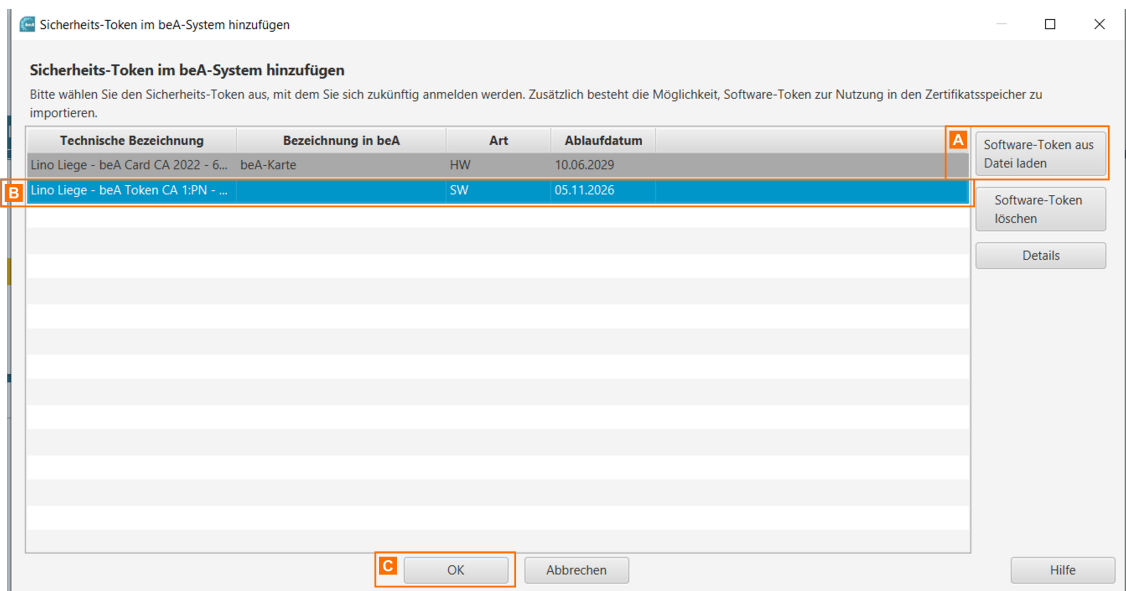 Sicherheits-Token im beA-System hinzufügen
Sicherheits-Token im beA-System hinzufügen
Bitte wählen Sie den Sicherheits-Token aus, mit dem Sie sich zukünftig anmelden werden. Zusätzlich besteht die Möglichkeit, Software-Token zur Nutzung in den Zertifikatsspeicher zu
importieren.
Technische Bezeichnung Bezeichnung in beA Art Ablaufdatum
Lino Liege - beA Card CA 2022 - 6... beA-Karte HW 10.06.2029
Lino Liege - beA Token CA 1:PN - ... SW 05.11.2026
A
Software-Token aus
Datei laden
B
Software-Token
löschen
Details
C
OK
Abbrechen
Hilfe